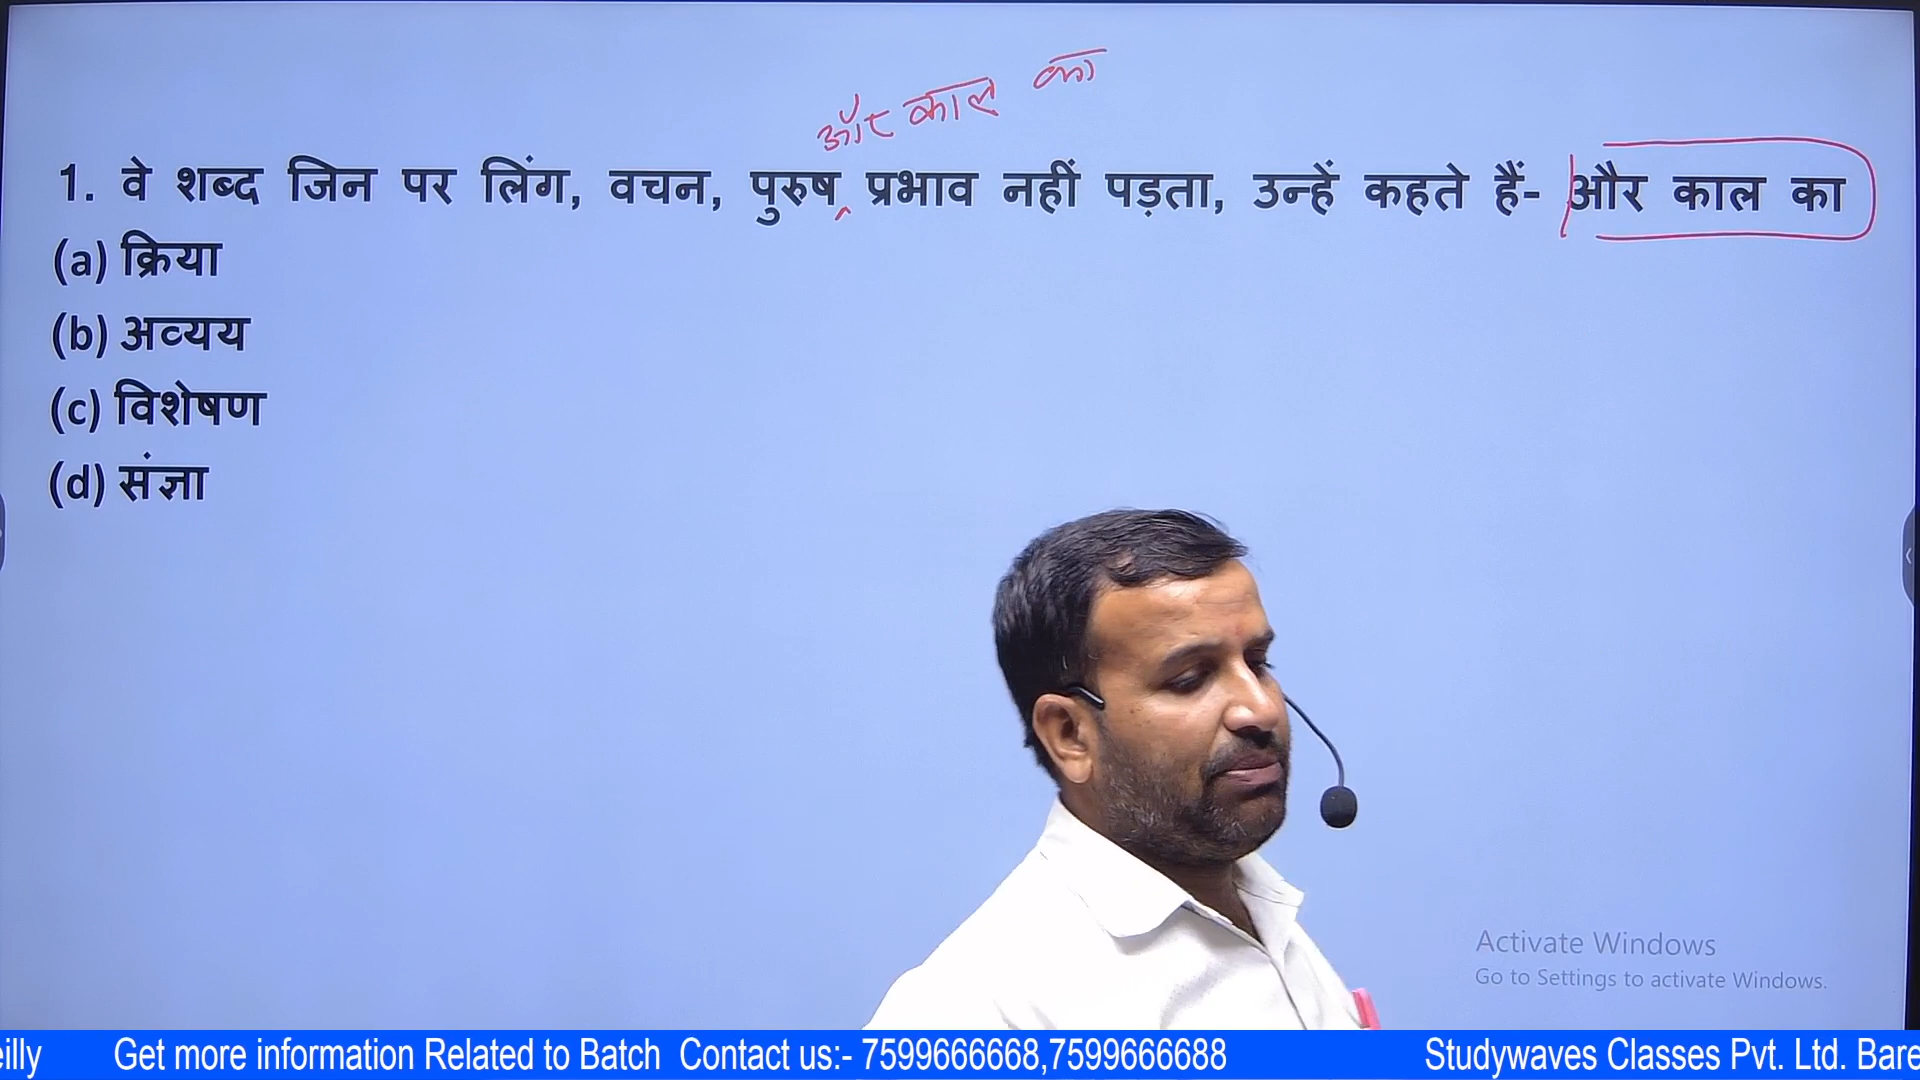 और काल का
1. वे शब्द जिन पर लिंग, वचन, पुरुष प्रभाव नहीं पड़ता, उन्हें कहते हैं- और काल का
(a) क्रिया
(b) अव्यय
(c) विशेषण
(d) संज्ञा
Activate Windows
Go to Settings to activate Windows.
eilly Get more information Related to Batch Contact us:- 7599666668,7599666688 Studywaves Classes Pvt. Ltd. Bare